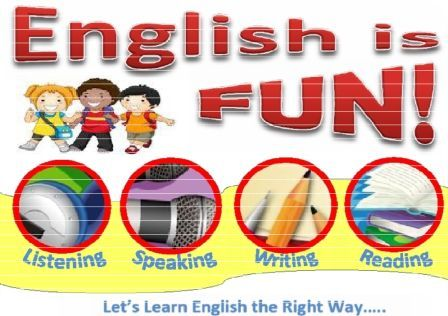 English is
FUN!
Listening Speaking Writing Reading
Let's Learn English the Right Way.....